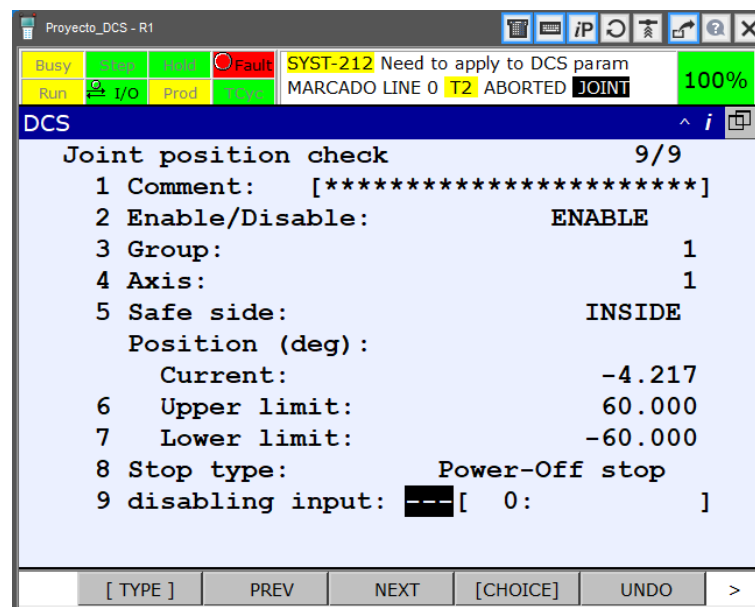 Proyecto_DCS - R1
iP
Busy Step Hold Fault SYST-212 Need to apply to DCS param
Run I/O Prod TCyc MARCADO LINE 0 T2 ABORTED JOINT 100%
DCS ^ i
Joint position check 9/9
1 Comment: [***********************]
2 Enable/Disable: ENABLE
3 Group: 1
4 Axis: 1
5 Safe side: INSIDE
Position (deg):
Current: -4.217
6 Upper limit: 60.000
7 Lower limit: -60.000
8 Stop type: Power-Off stop
9 disabling input: ---[ 0: ]
[ TYPE ] PREV NEXT [CHOICE] UNDO >